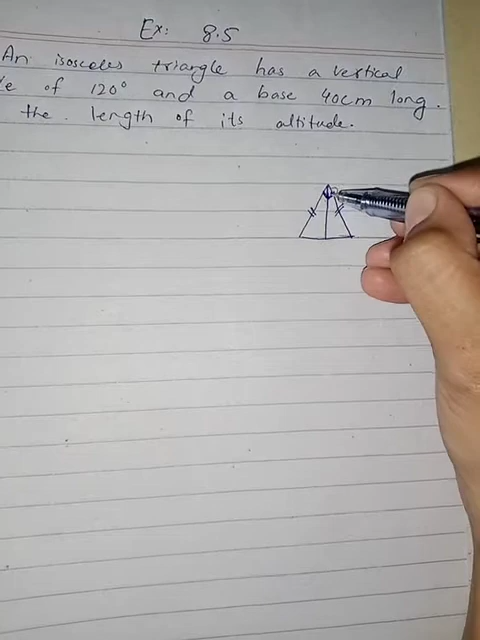 Ex: 8.5
An isosceles triangle has a vertical
of 120° and a base 40cm long.
the length of its altitude.